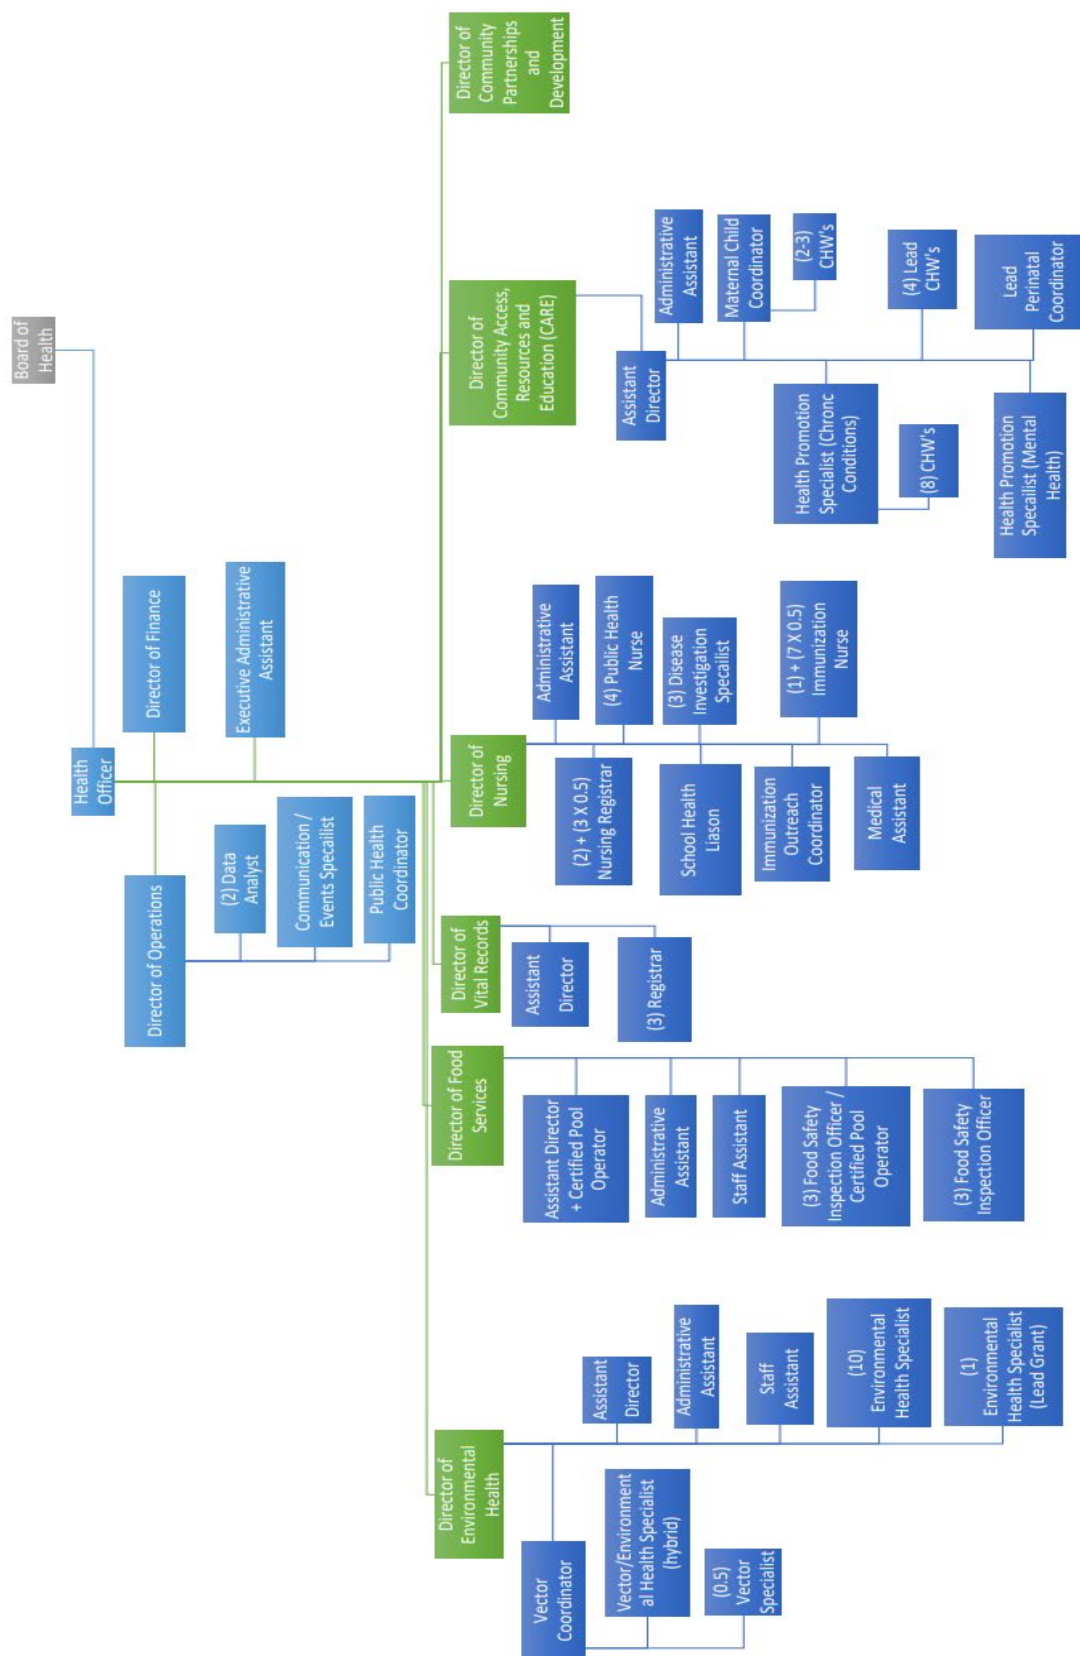 Board of
Health
Health
Officer
Director of Operations
Director of Finance
(2) Data
Analyst
Executive Administrative
Assistant
Communication /
Events Specailist
Public Health
Coordinator
Director of
Environmental
Health
Vector
Coordinator
Vector/Environment
al Health Specialist
(hybrid)
(0.5)
Vector
Specialist
Assistant
Director
Administrative
Assistant
Staff
Assistant
(10)
Environmental
Health Specialist
(1)
Environmental
Health Specialist
(Lead Grant)
Director of Food
Services
Assistant Director
+ Certified Pool
Operator
Administrative
Assistant
Staff Assistant
(3) Food Safety
Inspection Officer /
Certified Pool
Operator
(3) Food Safety
Inspection Officer
Director of
Vital Records
Assistant
Director
(3) Registrar
Director of
Nursing
Administrative
Assistant
(2) + (3 X 0.5)
Nursing Registrar
(4) Public Health
Nurse
School Health
Liason
(3) Disease
Investigation
Specailist
Immunization
Outreach
Coordinator
(1) + (7 X 0.5)
Immunization
Nurse
Medical
Assistant
Director of
Community Access,
Resources and
Education (CARE)
Assistant
Director
Administrative
Assistant
Maternal Child
Coordinator
(2-3)
CHW's
Health Promotion
Specialist (Chronc
Conditions)
(8) CHW's
(4) Lead
CHW's
Health Promotion
Specailist (Mental
Health)
Lead
Perinatal
Coordinator
Director of
Community
Partnerships
and
Development